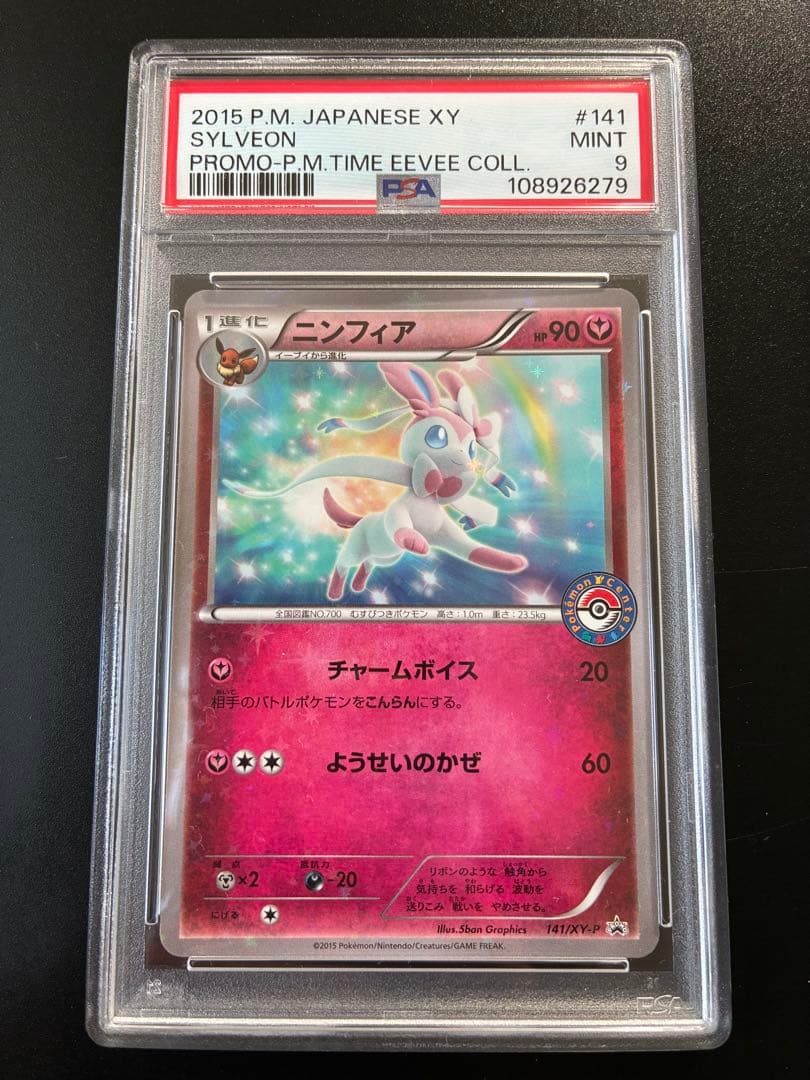 2015 P.M. JAPANESE XY #141
SYLVEON MINT
PROMO-P.M.TIME EEVEE COLL. 9
PSA 108926279
1進化 ニンフィア HP90
イーブイから進化
Pokémon Center
全国図鑑NO.700 むすびつきポケモン 高さ:1.0m 重さ:23.5kg
チャームボイス 20
相手のバトルポケモンをこんらんにする。
ようせいのかぜ 60
弱点 抵抗力
×2 -20
にげる
リボンのような 触角から
気持ちを 和らげる 波動を
送りこみ 戦いを やめさせる。
Illus.5ban Graphics 141/XY-P
©2015 Pokémon/Nintendo/Creatures/GAME FREAK.
PSA